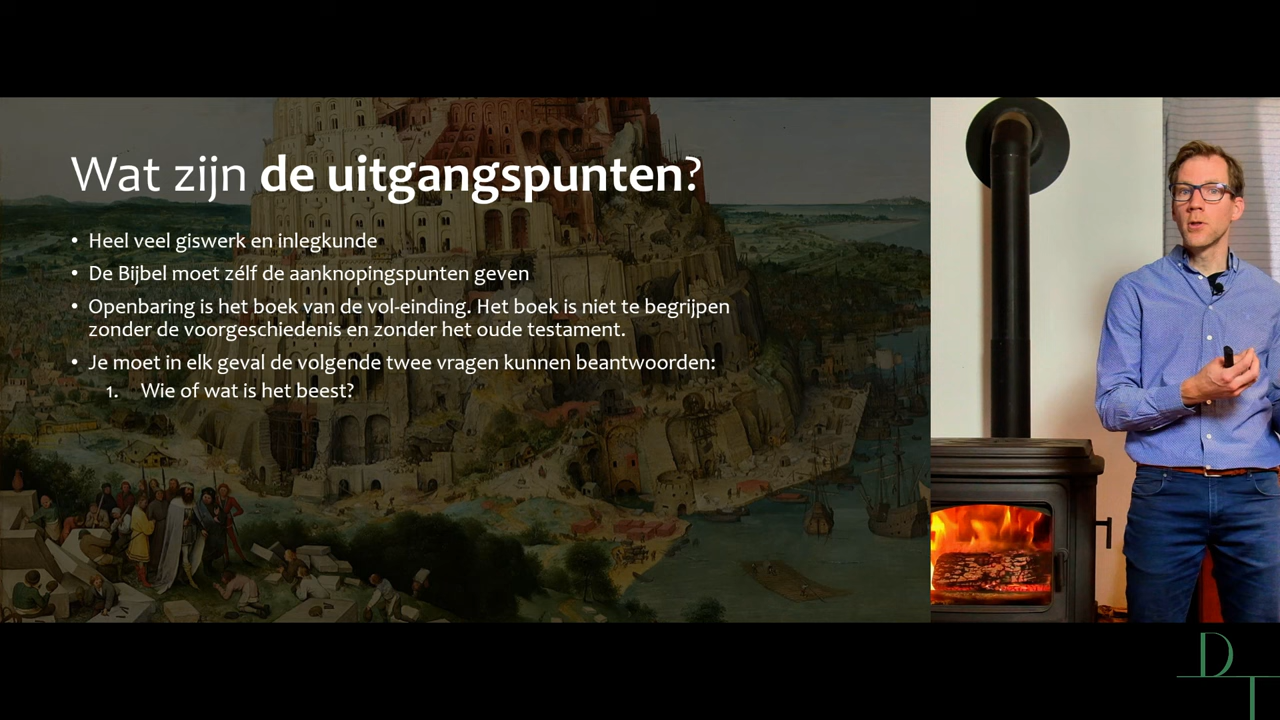 Wat zijn de uitgangspunten?
• Heel veel giswerk en inlegkunde
• De Bijbel moet zélf de aanknopingspunten geven
• Openbaring is het boek van de vol-einding. Het boek is niet te begrijpen
zonder de voorgeschiedenis en zonder het oude testament.
• Je moet in elk geval de volgende twee vragen kunnen beantwoorden:
1. Wie of wat is het beest?
DT